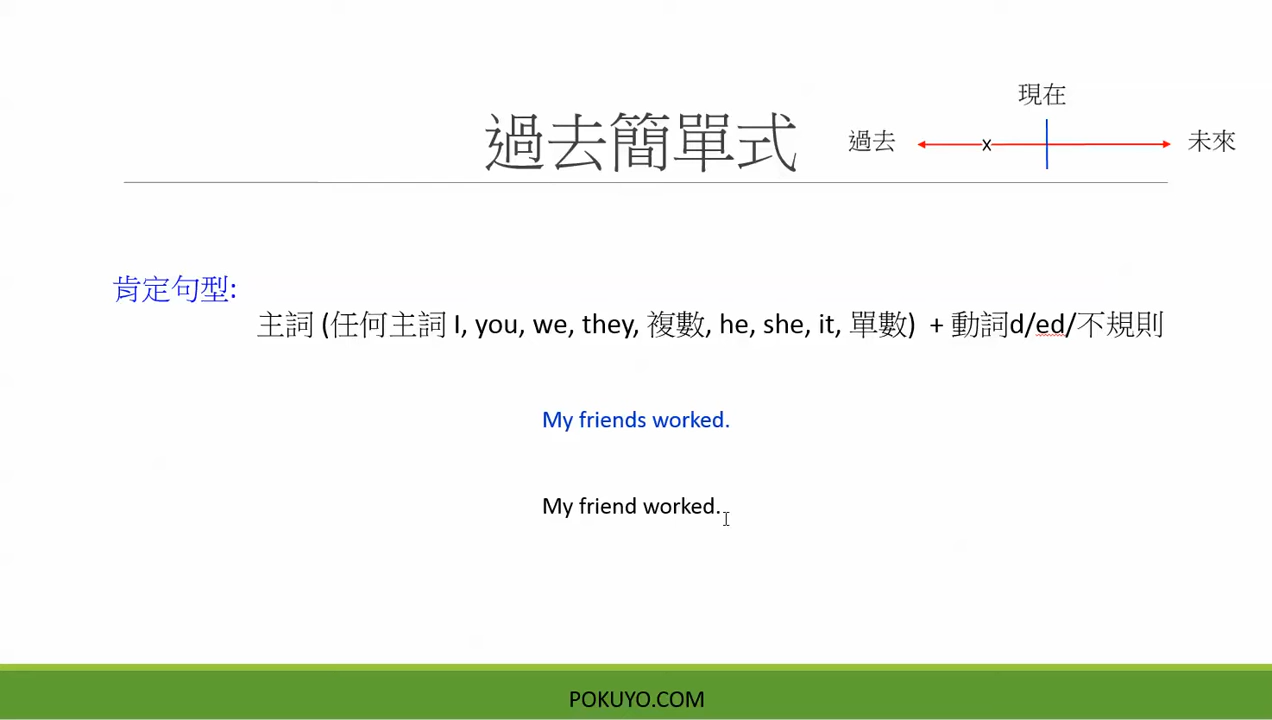 現在
過去簡單式
過去 x 未來
肯定句型:
主詞 (任何主詞 I, you, we, they, 複數, he, she, it, 單數) + 動詞d/ed/不規則
My friends worked.
My friend worked.
POKUYO.COM